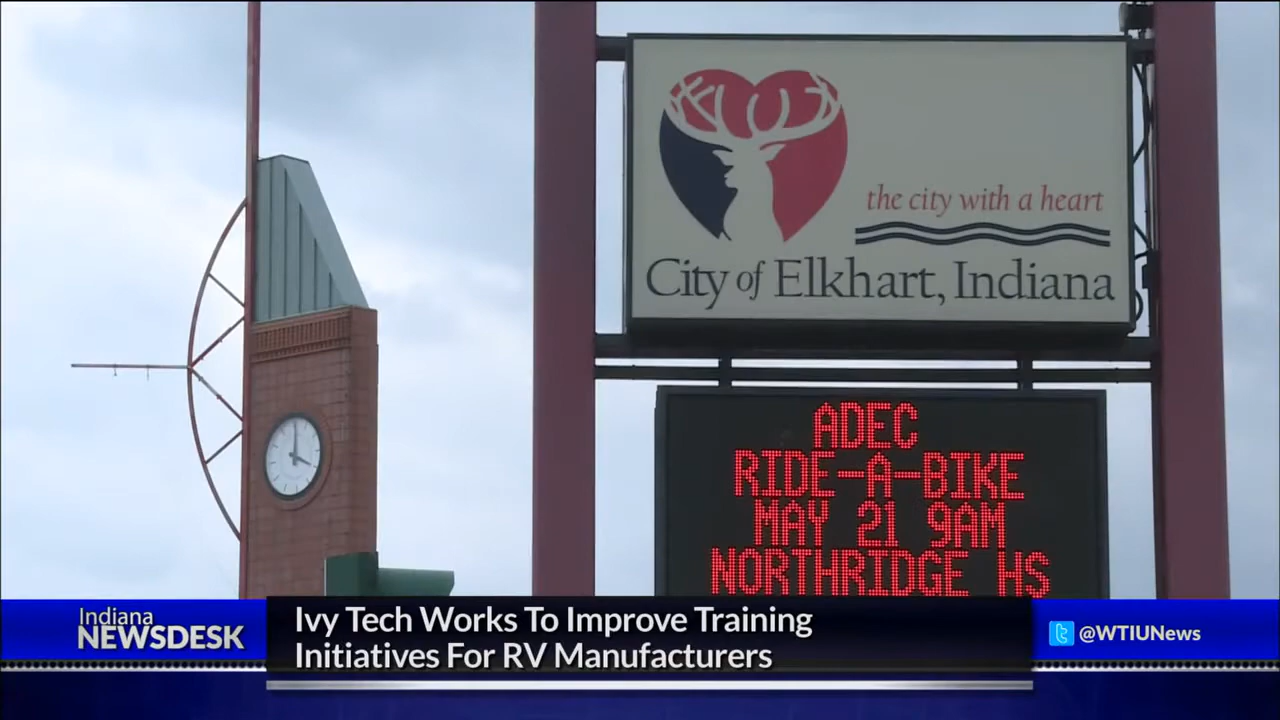 the city with a heart
City of Elkhart, Indiana
ADEC
RIDE-A-BIKE
MAY 21 9AM
NORTHRIDGE HS
Indiana
NEWSDESK
Ivy Tech Works To Improve Training
Initiatives For RV Manufacturers
@WTIUNews